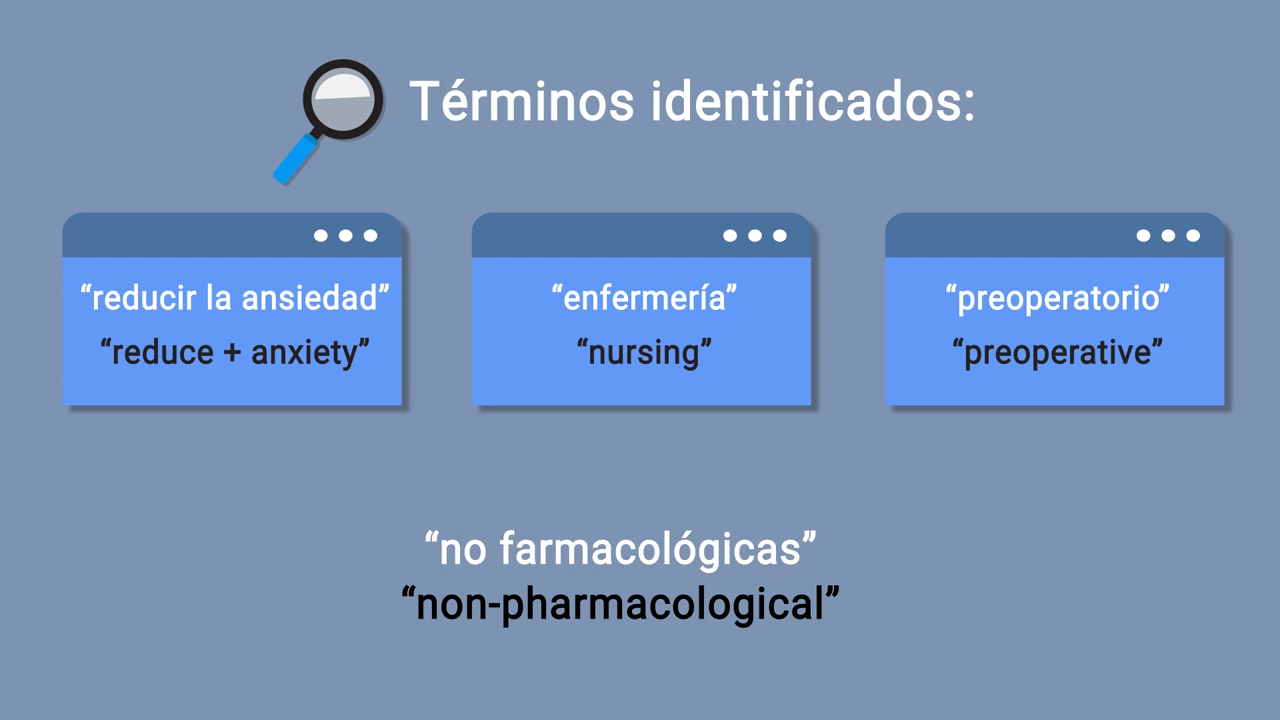 Términos identificados:
“reducir la ansiedad”
“reduce + anxiety”
“enfermería”
“nursing”
“preoperatorio”
“preoperative”
“no farmacológicas”
“non-pharmacological”